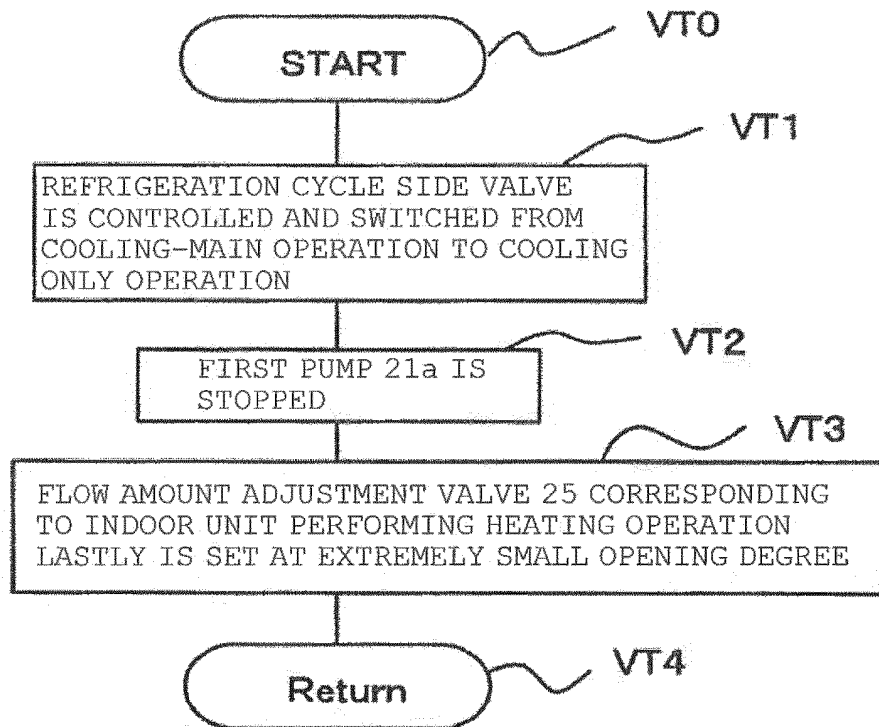 START
VT0
VT1
REFRIGERATION CYCLE SIDE VALVE
IS CONTROLLED AND SWITCHED FROM
COOLING-MAIN OPERATION TO COOLING
ONLY OPERATION
VT2
FIRST PUMP 21a IS
STOPPED
VT3
FLOW AMOUNT ADJUSTMENT VALVE 25 CORRESPONDING
TO INDOOR UNIT PERFORMING HEATING OPERATION
LASTLY IS SET AT EXTREMELY SMALL OPENING DEGREE
VT4
Return